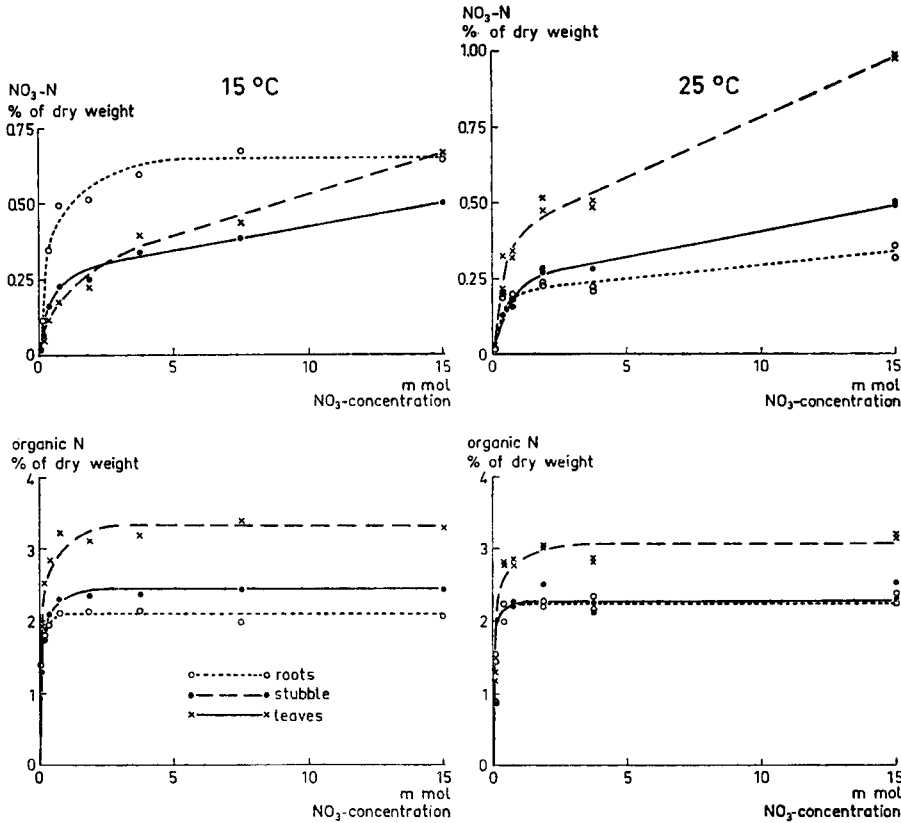 NO3-N
% of dry weight
15 °C
0.75
0.50
0.25
0
0
5
10
15
m mol
NO3-concentration
NO3-N
% of dry weight
25 °C
1.00
0.75
0.50
0.25
0
0
5
10
15
m mol
NO3-concentration
organic N
% of dry weight
4
3
2
1
0
roots
stubble
leaves
0
5
10
15
m mol
NO3-concentration
organic N
% of dry weight
4
3
2
1
0
0
5
10
15
m mol
NO3-concentration